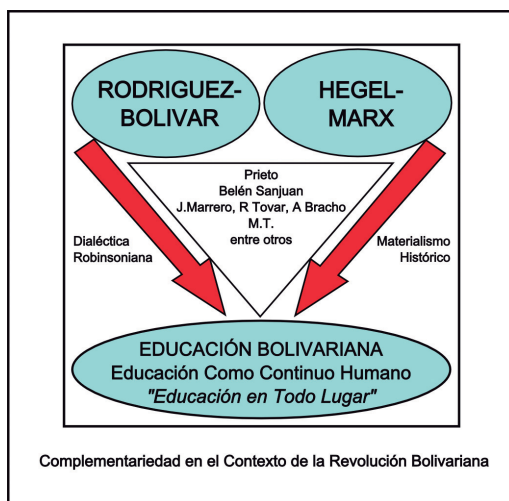 RODRIGUEZ-
BOLIVAR
HEGEL-
MARX
Prieto
Belén Sanjuan
J.Marrero, R Tovar, A Bracho
M.T.
entre otros
Dialéctica
Robinsoniana
Materialismo
Histórico
EDUCACIÓN BOLIVARIANA
Educación Como Continuo Humano
"Educación en Todo Lugar"
Complementariedad en el Contexto de la Revolución Bolivariana